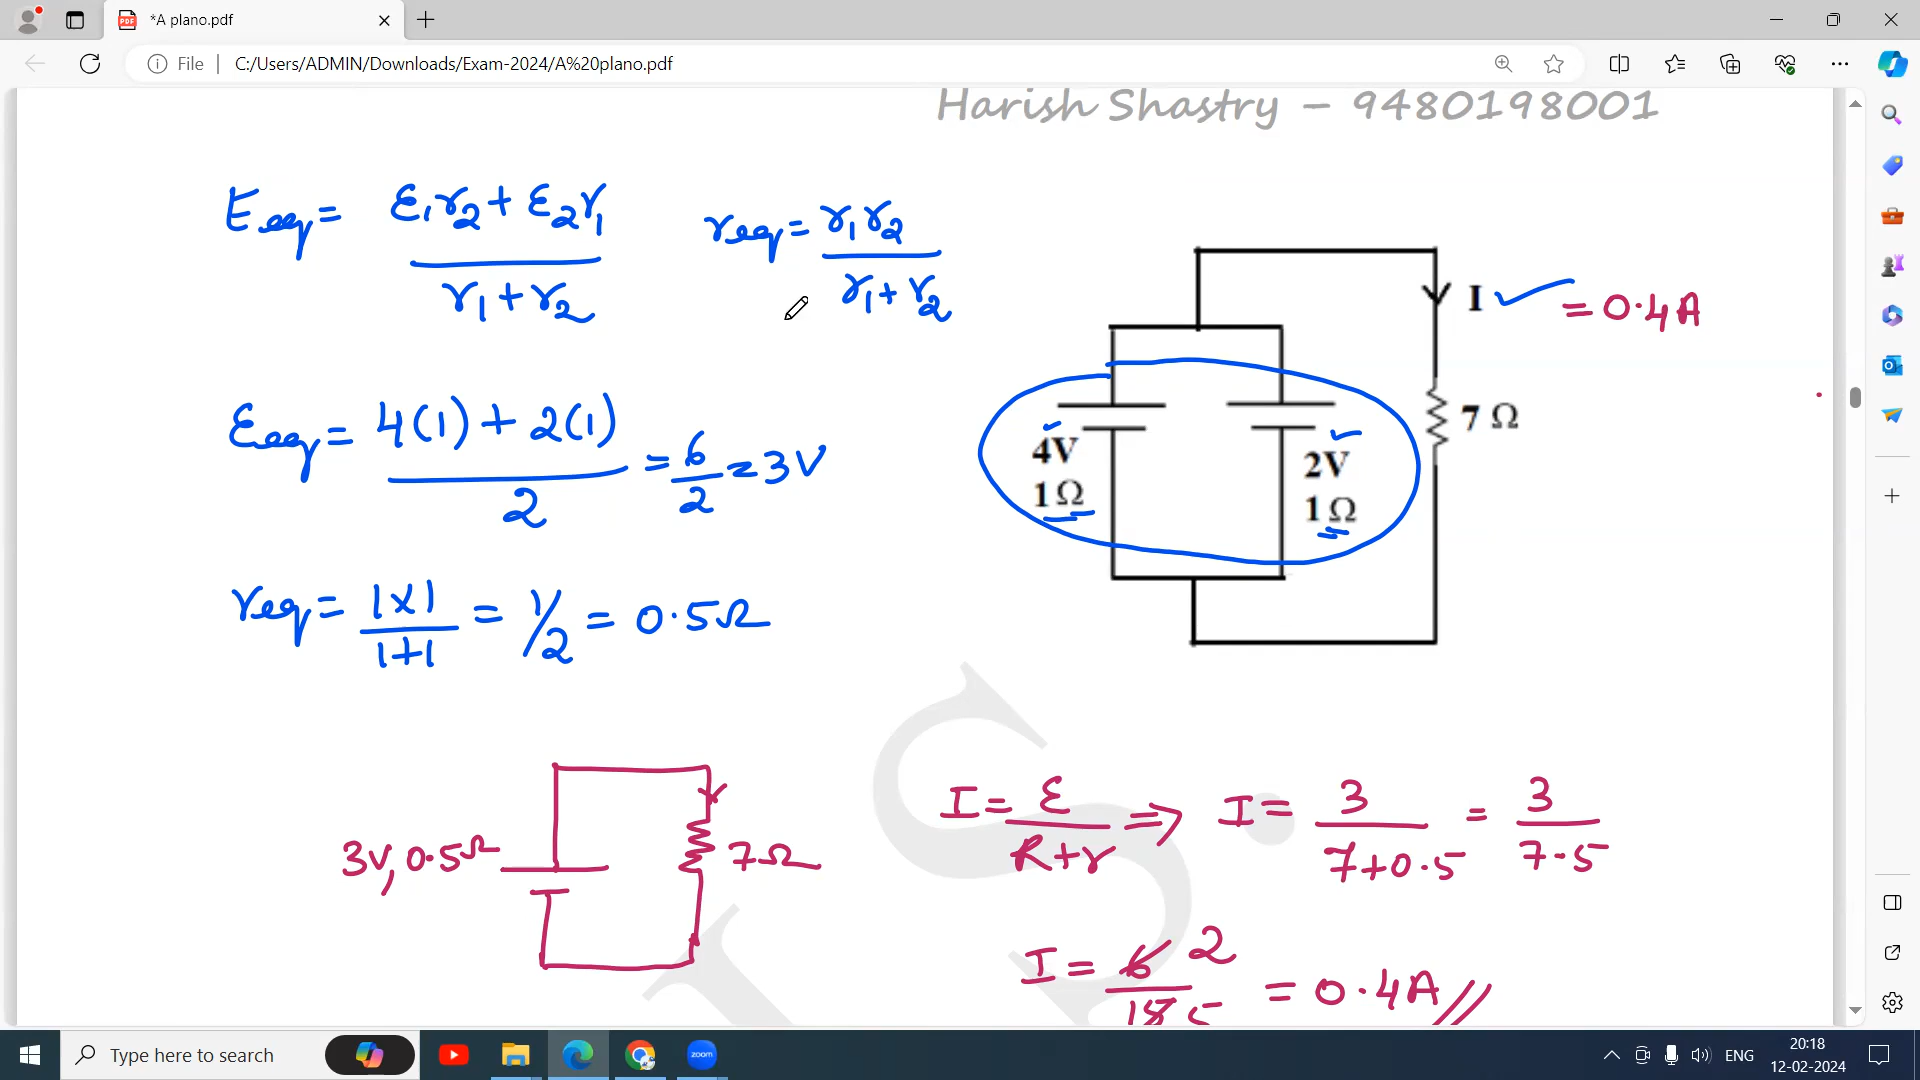 *A plano.pdf
File
C:/Users/ADMIN/Downloads/Exam-2024/A%20plano.pdf
Harish Shastry – 9480198001
Eeq = (ε₁r₂ + ε₂r₁) / (r₁ + r₂)
req = r₁r₂ / (r₁ + r₂)
I = 0.4A
εeq = (4(1) + 2(1)) / 2 = 6/2 = 3V
4V
1Ω
2V
1Ω
7 Ω
req = (1×1) / (1+1) = 1/2 = 0.5Ω
3V, 0.5Ω
7Ω
I = ε / (R+r) ⇒ I = 3 / (7+0.5) = 3 / 7.5
I = 6 2 / 15 5 = 0.4A //
Type here to search
zoom
ENG
20:18
12-02-2024